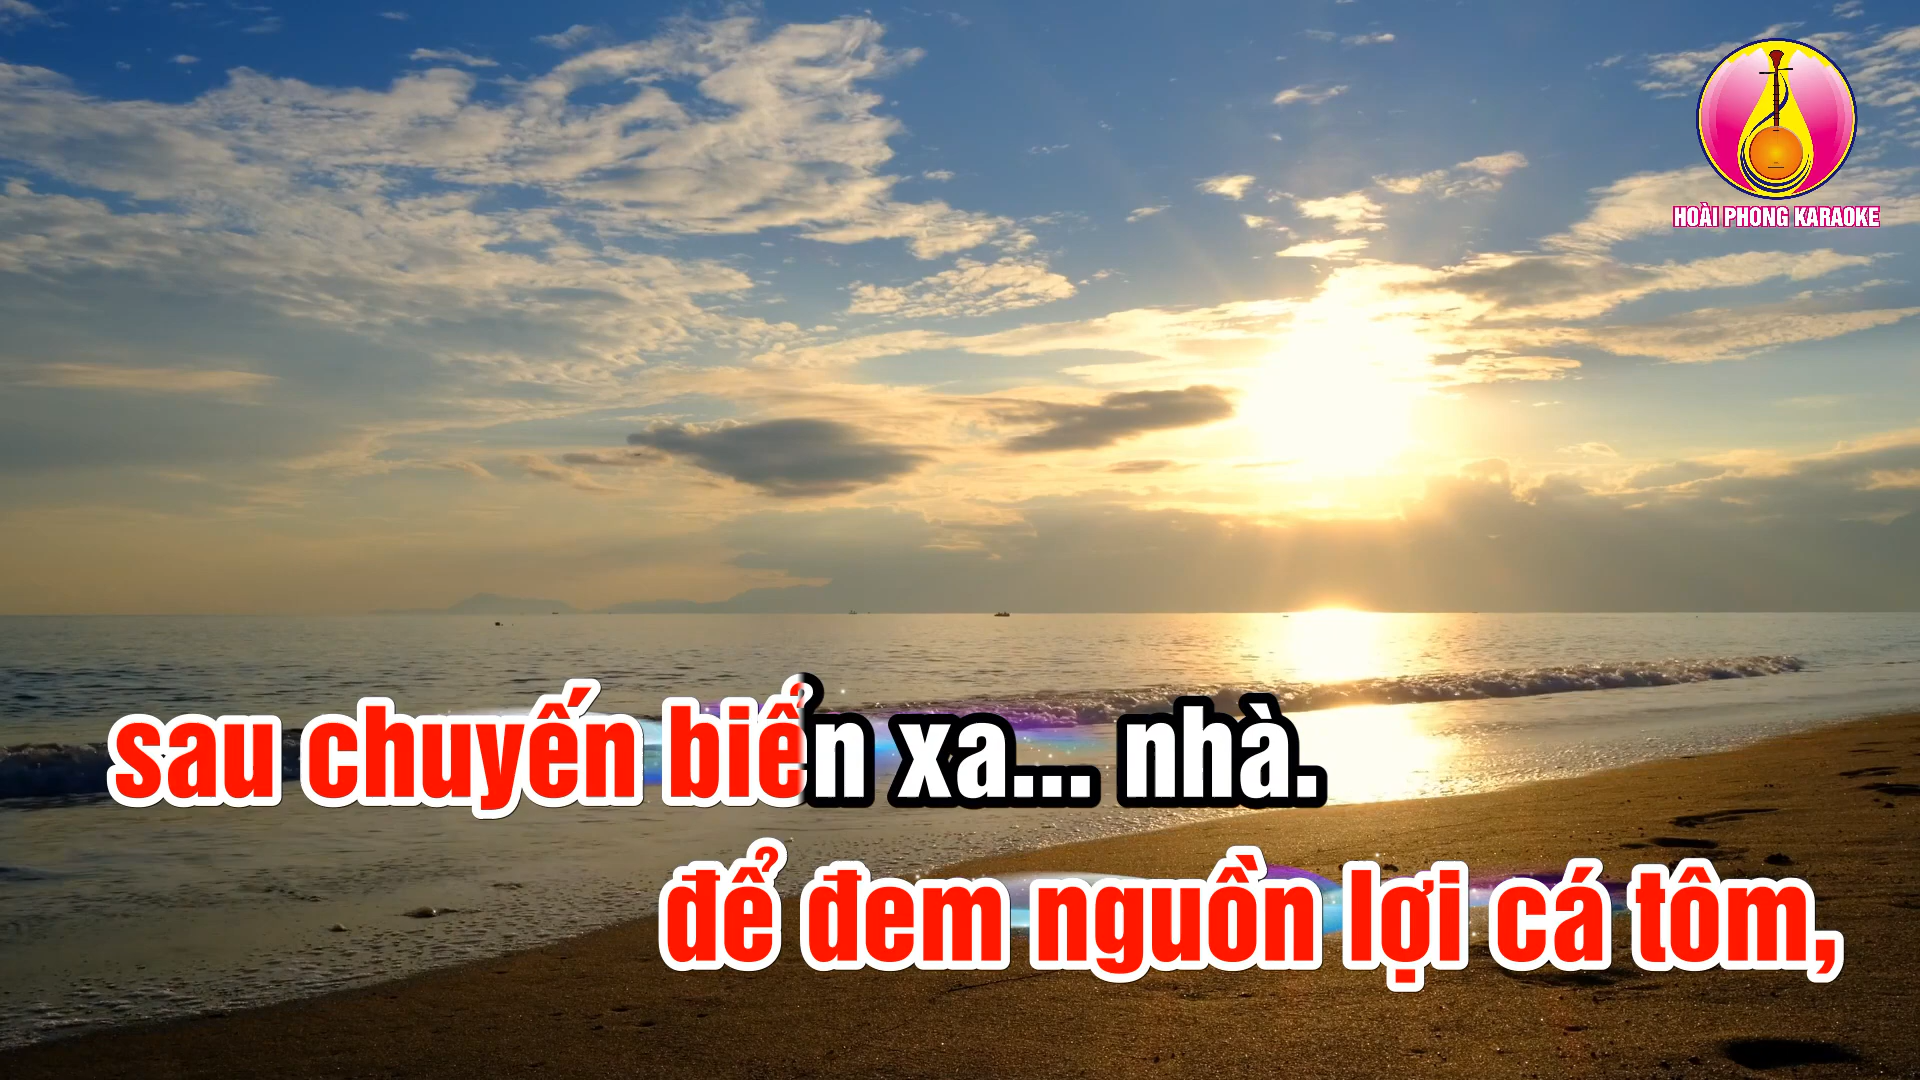 HOÀI PHONG KARAOKE
sau chuyến biển xa... nhà.
để đem nguồn lợi cá tôm,